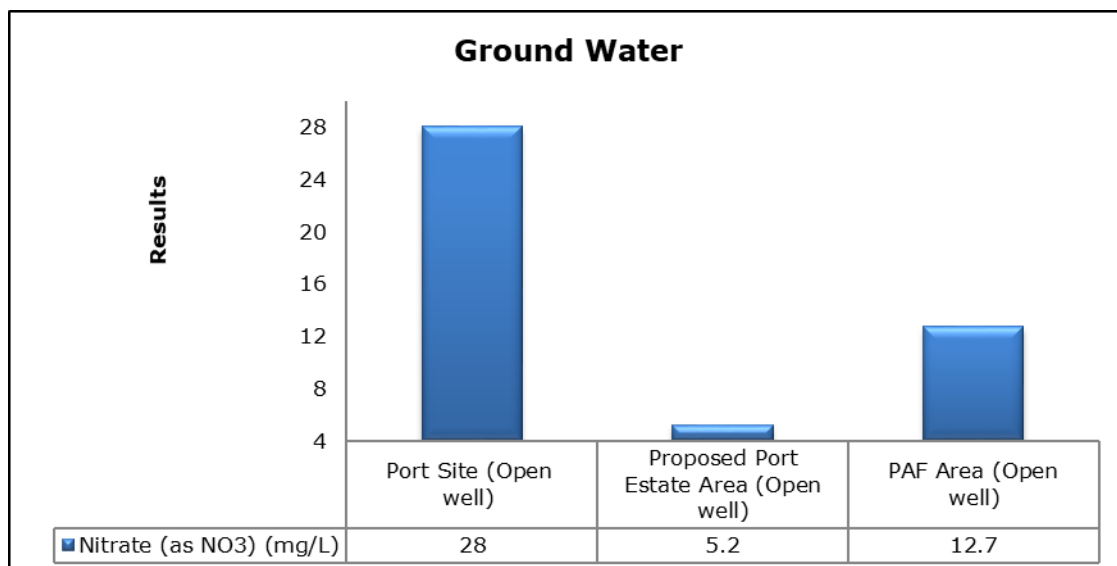 Ground Water
Results
28
24
20
16
12
8
4
Port Site (Open
well)
Proposed Port
Estate Area (Open
well)
PAF Area (Open
well)
Nitrate (as NO3) (mg/L)
28
5.2
12.7